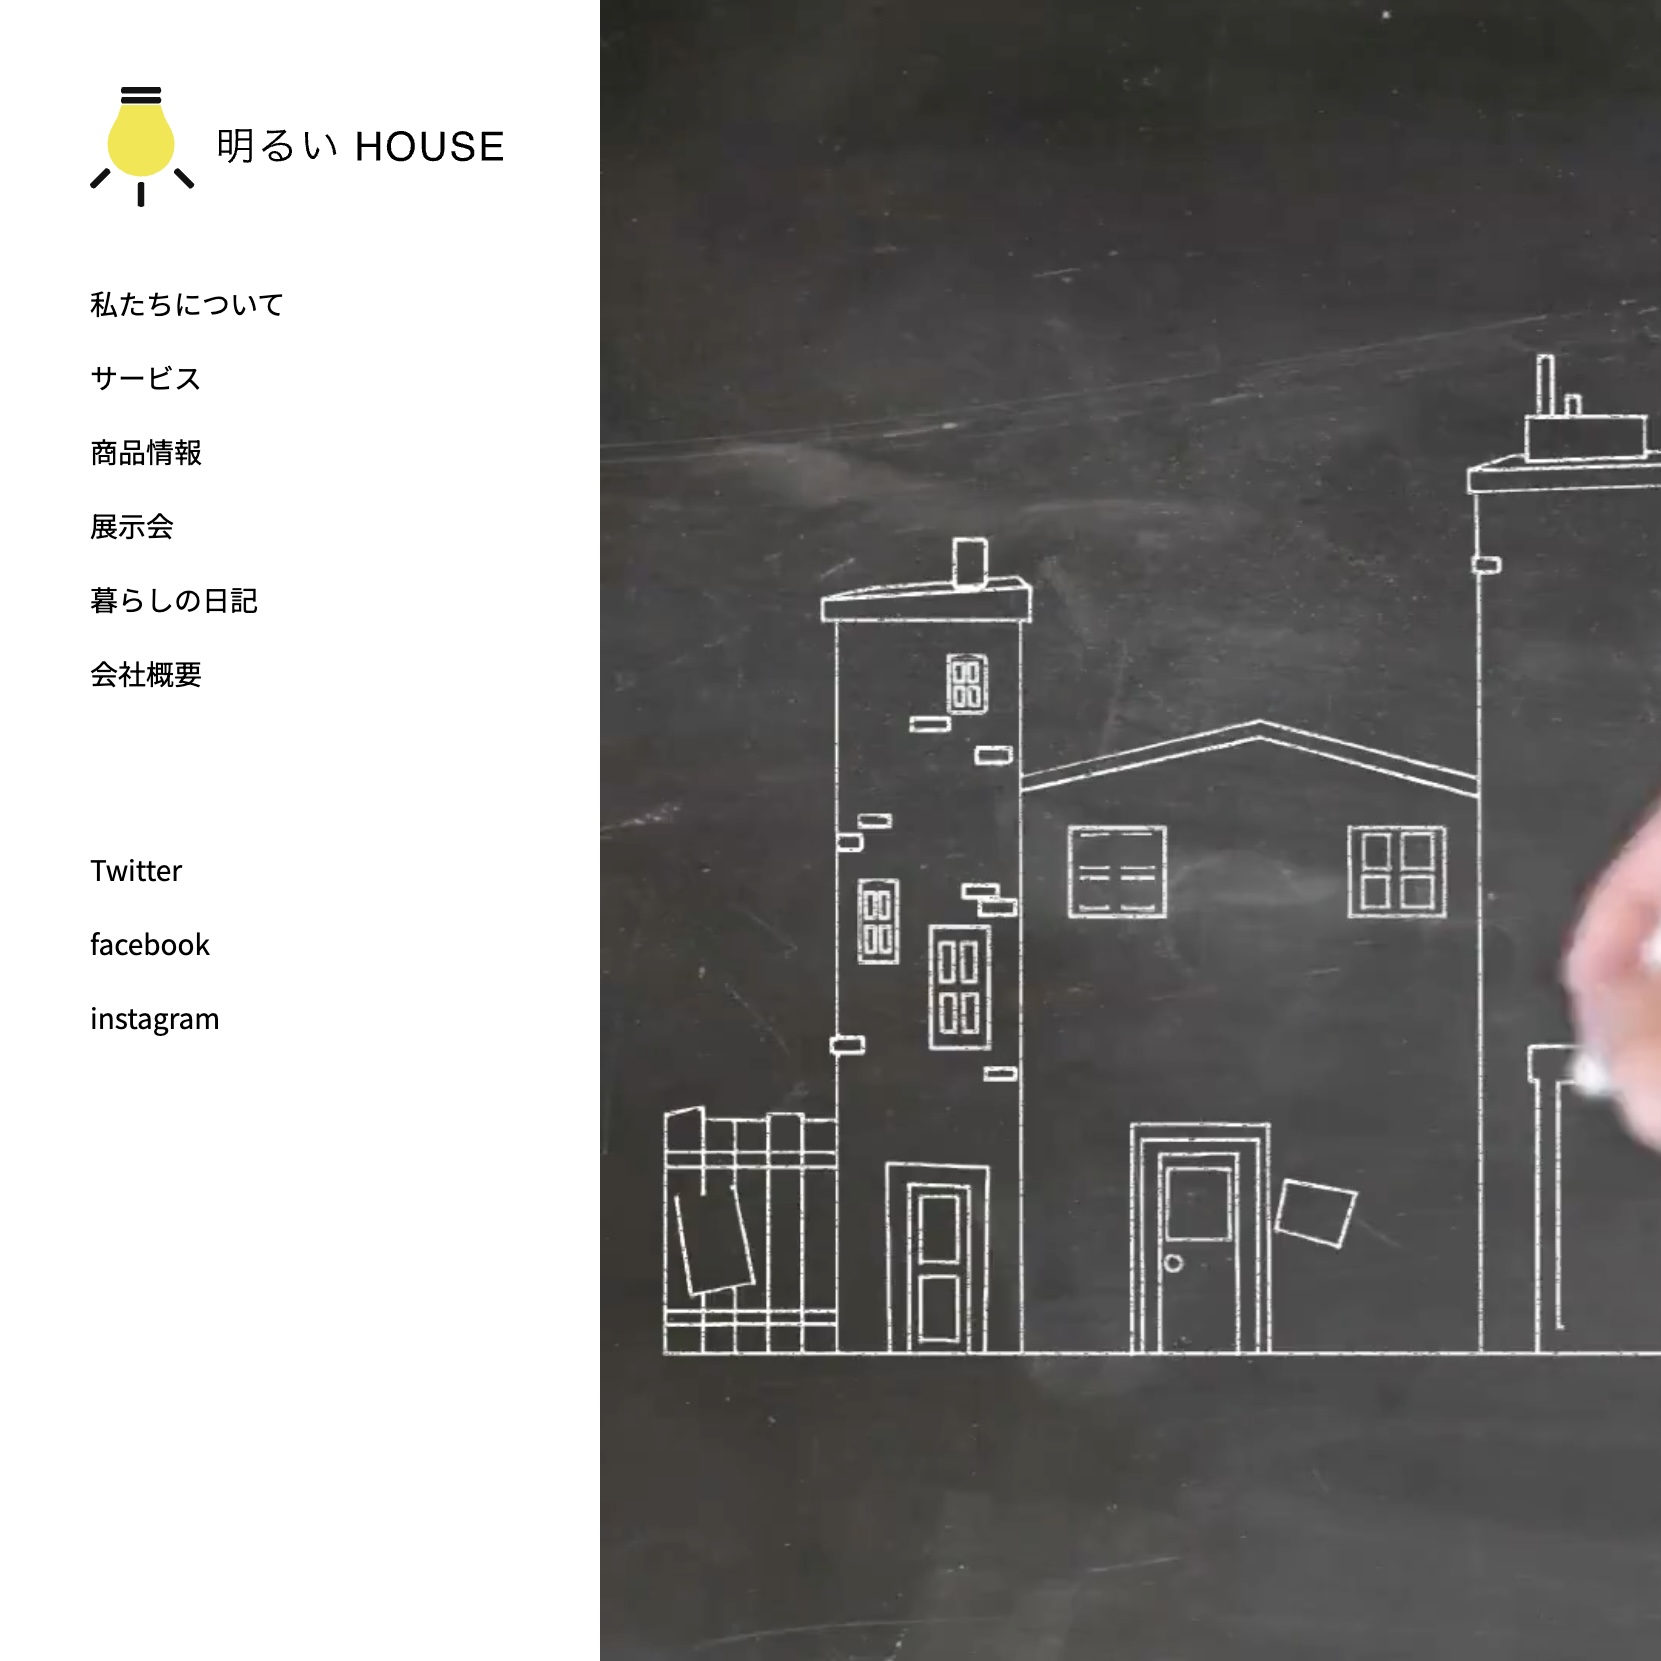 明るい HOUSE
私たちについて
サービス
商品情報
展示会
暮らしの日記
会社概要
Twitter
facebook
instagram